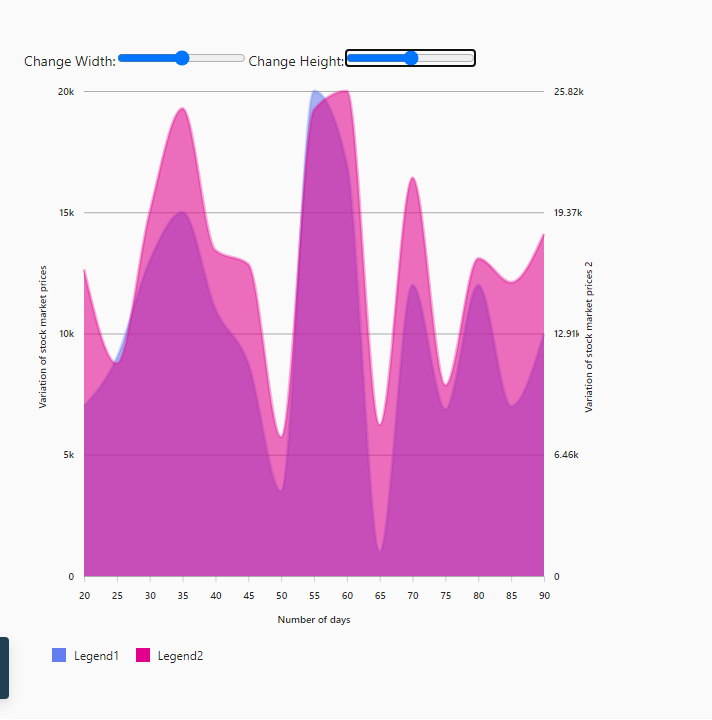 Change Width: Change Height:
20k
25.82k
15k
19.37k
10k
12.91k
5k
6.46k
0
0
Variation of stock market prices
Variation of stock market prices 2
20 25 30 35 40 45 50 55 60 65 70 75 80 85 90
Number of days
Legend1 Legend2